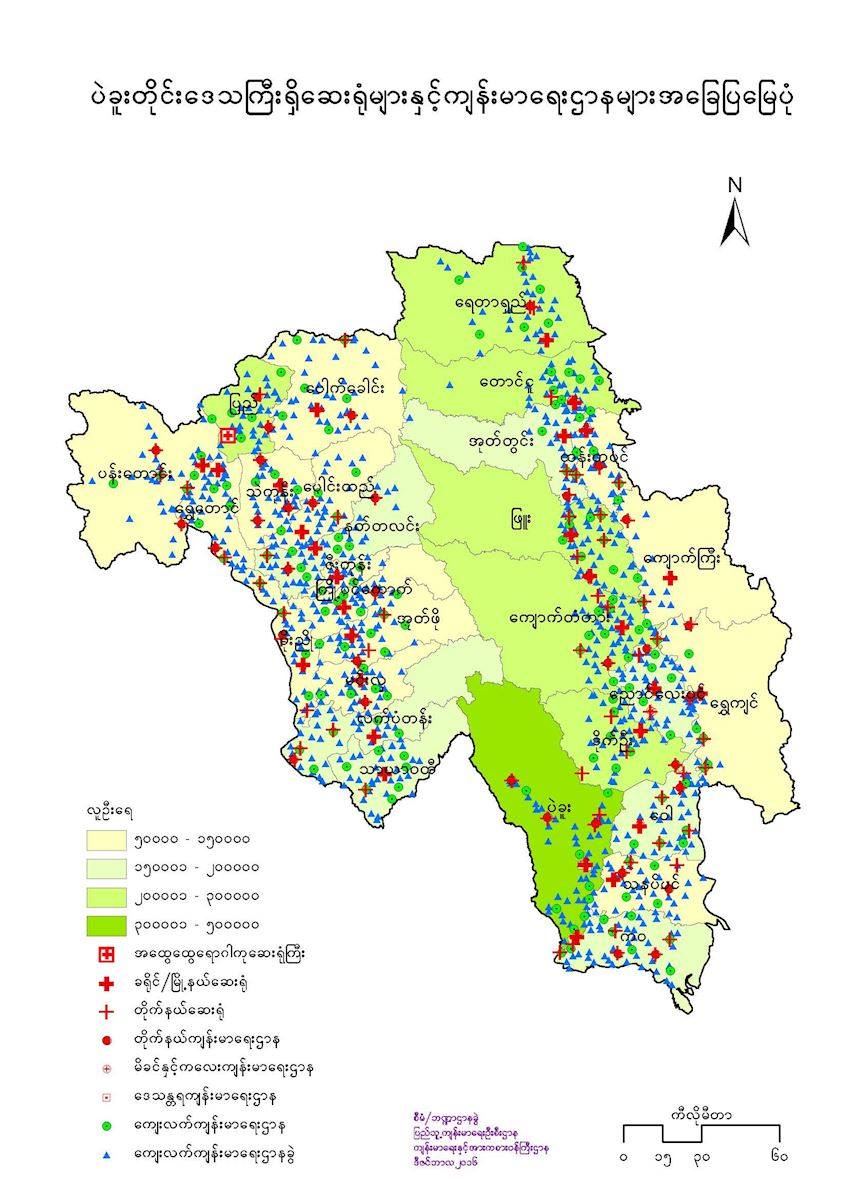 ပဲခူးတိုင်းဒေသကြီးရှိဆေးရုံများနှင့်ကျန်းမာရေးဌာနများအခြေပြမြေပုံ
N
ရေတာရှည်
တောင်ငူ
ပေါက်ခေါင်း
ပြည်
အုတ်တွင်း
ထန်းတပင်
ပန်းတောင်း
သဲကုန်း
ပေါင်းတည်
ရွှေတောင်
နတ်တလင်း
ဖြူး
ကျောက်ကြီး
ဇီးကုန်း
ကြို့ပင်ကောက်
အုတ်ဖို
ကျောက်တံခါး
မိုးညို
မင်းလှ
ညောင်လေးပင်
ရွှေကျင်
လက်ပံတန်း
ဒိုက်ဦး
သာယာဝတီ
ပဲခူး
ဝေါ
သနပ်ပင်
ကဝ
လူဦးရေ
၅၀၀၀၀ - ၁၅၀၀၀၀
၁၅၀၀၀၁ - ၂၀၀၀၀၀
၂၀၀၀၀၁ - ၃၀၀၀၀၀
၃၀၀၀၀၁ - ၅၀၀၀၀၀
အထွေထွေရောဂါကုဆေးရုံကြီး
ခရိုင်/မြို့နယ်ဆေးရုံ
တိုက်နယ်ဆေးရုံ
တိုက်နယ်ကျန်းမာရေးဌာန
မိခင်နှင့်ကလေးကျန်းမာရေးဌာန
ဒေသန္တရကျန်းမာရေးဌာန
ကျေးလက်ကျန်းမာရေးဌာန
ကျေးလက်ကျန်းမာရေးဌာနခွဲ
စီမံ/ဘဏ္ဍာဌာနခွဲ
ပြည်သူ့ကျန်းမာရေးဦးစီးဌာန
ကျန်းမာရေးနှင့်အားကစားဝန်ကြီးဌာန
ဒီဇင်ဘာလ၂၀၁၆
ကီလိုမီတာ
၀ ၁၅ ၃၀ ၆၀